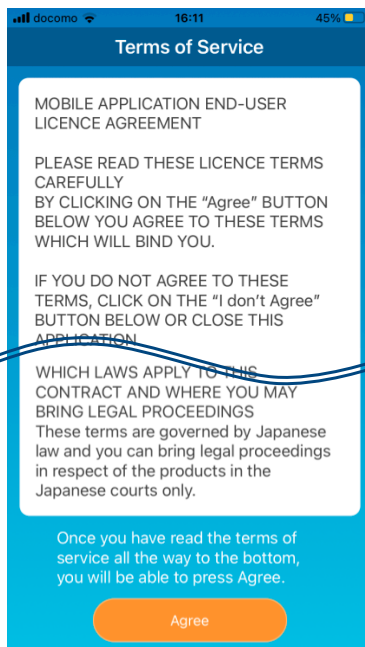 docomo 16:11 45%
Terms of Service
MOBILE APPLICATION END-USER
LICENCE AGREEMENT
PLEASE READ THESE LICENCE TERMS
CAREFULLY
BY CLICKING ON THE “Agree” BUTTON
BELOW YOU AGREE TO THESE TERMS
WHICH WILL BIND YOU.
IF YOU DO NOT AGREE TO THESE
TERMS, CLICK ON THE “I don’t Agree”
BUTTON BELOW OR CLOSE THIS
APPLICATION
WHICH LAWS APPLY TO THIS
CONTRACT AND WHERE YOU MAY
BRING LEGAL PROCEEDINGS
These terms are governed by Japanese
law and you can bring legal proceedings
in respect of the products in the
Japanese courts only.
Once you have read the terms of
service all the way to the bottom,
you will be able to press Agree.
Agree